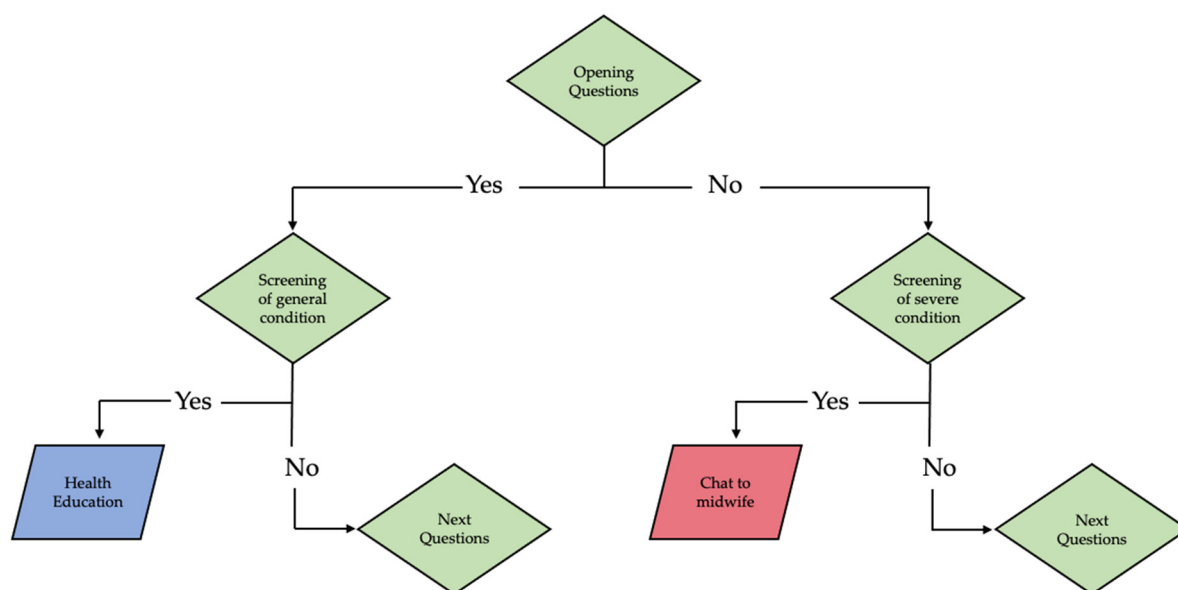 Opening
Questions
Yes
No
Screening
of general
condition
Screening
of severe
condition
Yes
Yes
Health
Education
No
Chat to
midwife
No
Next
Questions
Next
Questions